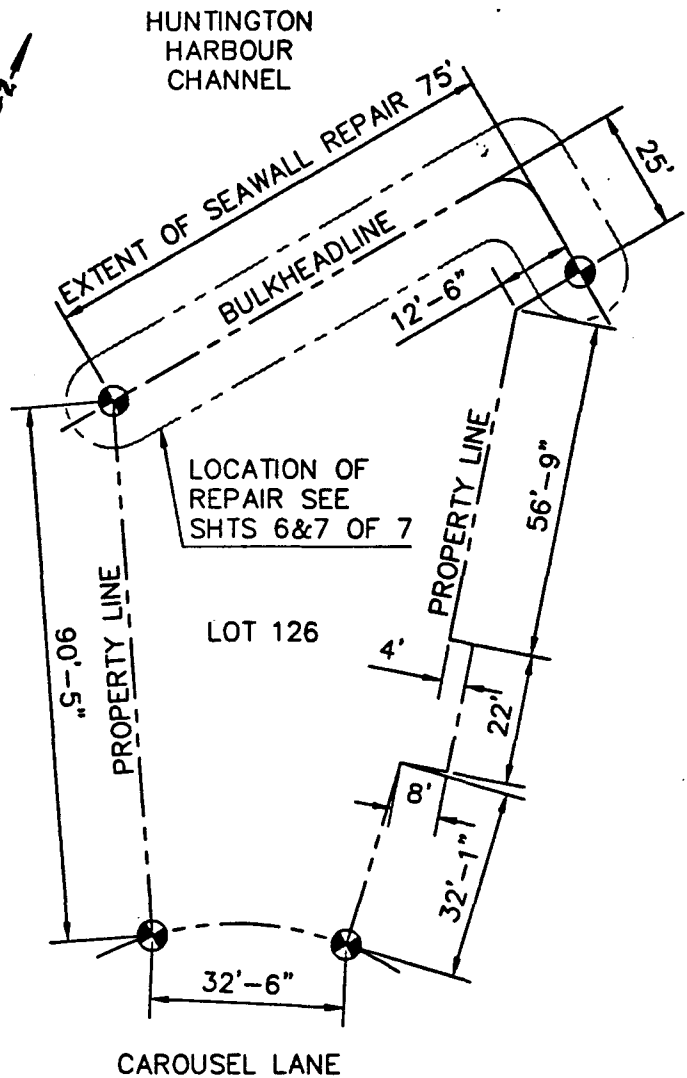 HUNTINGTON
HARBOUR
CHANNEL
EXTENT OF SEAWALL REPAIR 75'
25'
BULKHEADLINE
12'-6"
LOCATION OF
REPAIR SEE
SHTS 6&7 OF 7
PROPERTY LINE
56'-9"
PROPERTY LINE
90'-5"
LOT 126
4'
22'
8'
32'-1"
32'-6"
CAROUSEL LANE